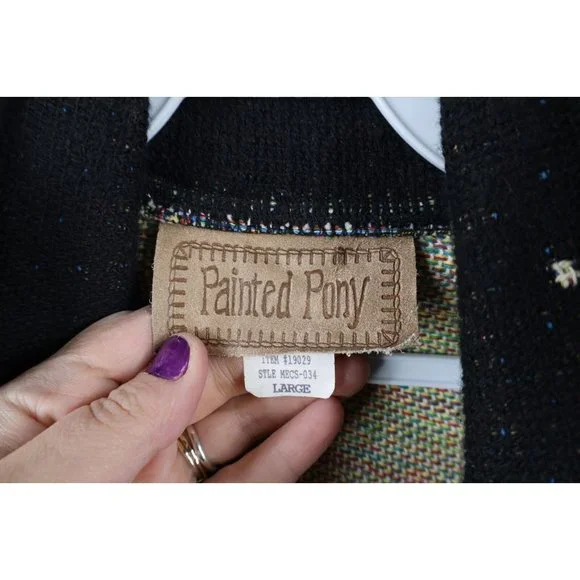 Painted Pony
ITEM #19029
STLE MECS-034
LARGE